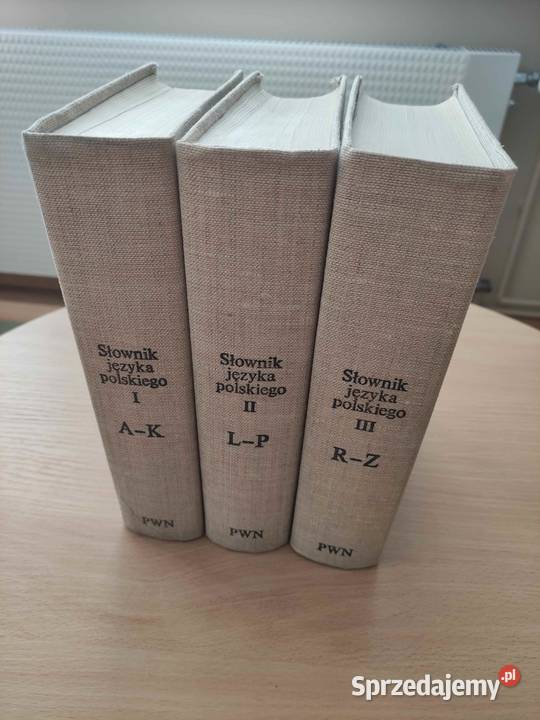 Słownik
języka
polskiego
I
A–K
PWN
Słownik
języka
polskiego
II
L–P
PWN
Słownik
języka
polskiego
III
R–Z
PWN
Sprzedajemy.pl